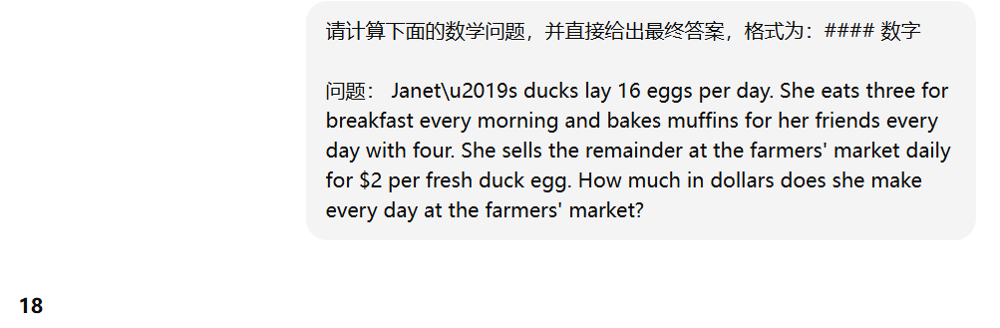 请计算下面的数学问题，并直接给出最终答案，格式为：#### 数字
问题： Janet\u2019s ducks lay 16 eggs per day. She eats three for
breakfast every morning and bakes muffins for her friends every
day with four. She sells the remainder at the farmers' market daily
for $2 per fresh duck egg. How much in dollars does she make
every day at the farmers' market?
18